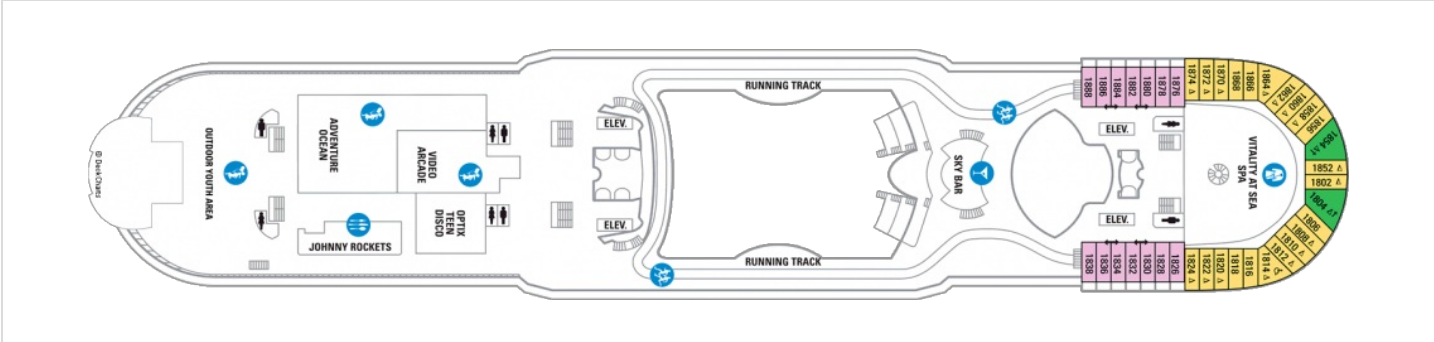 © DeckChairs
OUTDOOR YOUTH AREA
ADVENTURE
OCEAN
VIDEO
ARCADE
OPTIX
TEEN
DISCO
JOHNNY ROCKETS
ELEV.
ELEV.
RUNNING TRACK
RUNNING TRACK
SKY BAR
ELEV.
ELEV.
VITALITY AT SEA
SPA
1888
1886
1884
1882
1880
1878
1876
1874
1872
1870
1868
1866
1864
1862
1860
1858
1856
1854
1852
1802
1804
1806
1808
1810
1812
1814
1816
1818
1820
1822
1824
1826
1828
1830
1832
1834
1836
1838